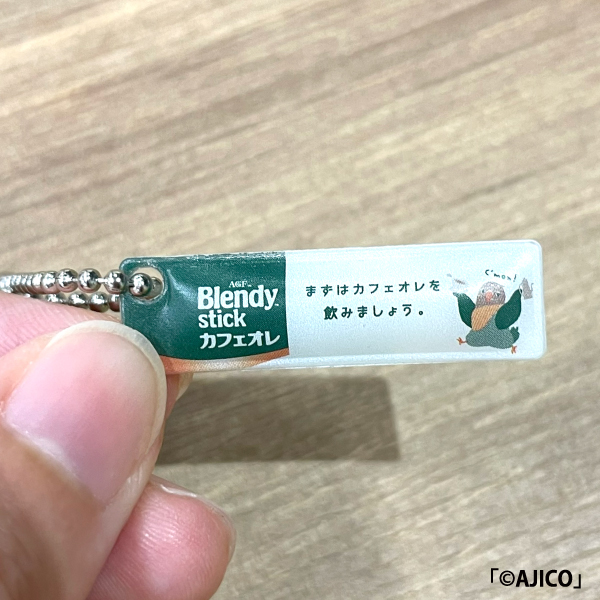 AGF
Blendy
stick
カフェオレ
まずはカフェオレを
飲みましょう。
C'mon!
「©AJICO」